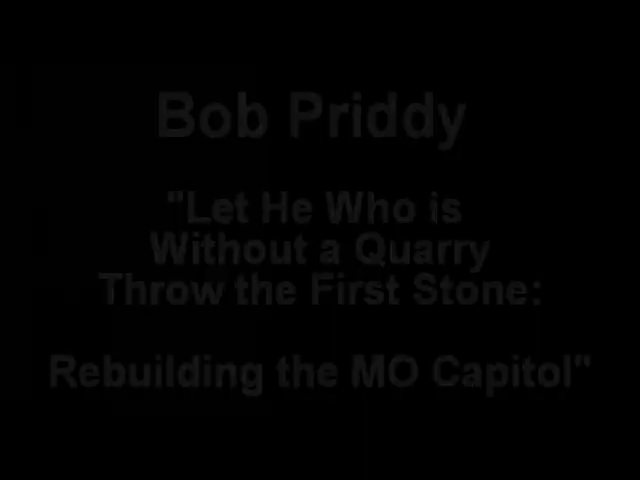 Bob Priddy
"Let He Who is
Without a Quarry
Throw the First Stone:
Rebuilding the MO Capitol"